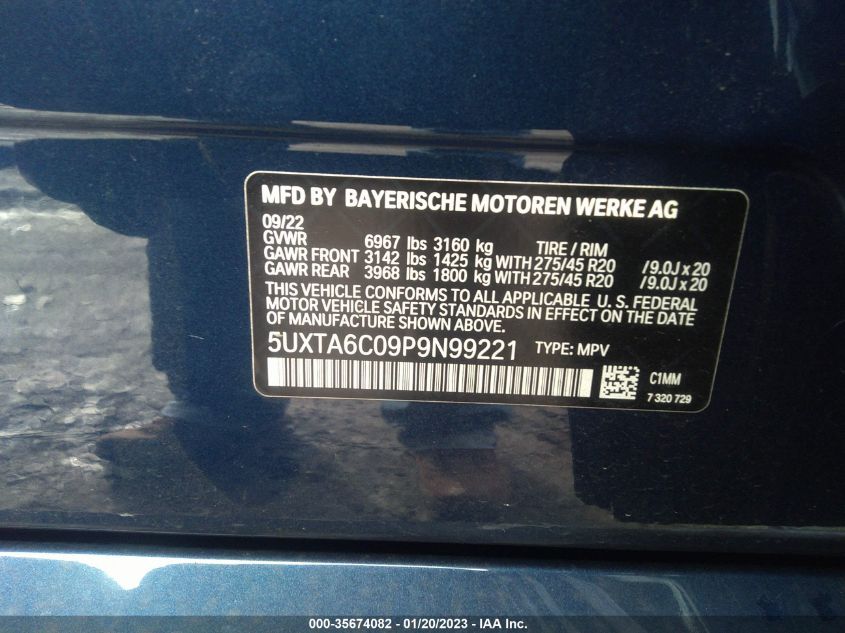 MFD BY BAYERISCHE MOTOREN WERKE AG
09/22
GVWR 6967 lbs 3160 kg TIRE / RIM
GAWR FRONT 3142 lbs 1425 kg WITH 275/45 R20 / 9.0J x 20
GAWR REAR 3968 lbs 1800 kg WITH 275/45 R20 / 9.0J x 20
THIS VEHICLE CONFORMS TO ALL APPLICABLE U. S. FEDERAL
MOTOR VEHICLE SAFETY STANDARDS IN EFFECT ON THE DATE
OF MANUFACTURE SHOWN ABOVE.
5UXTA6C09P9N99221 TYPE: MPV
C1MM
7 320 729
000-35674082 - 01/20/2023 - IAA Inc.